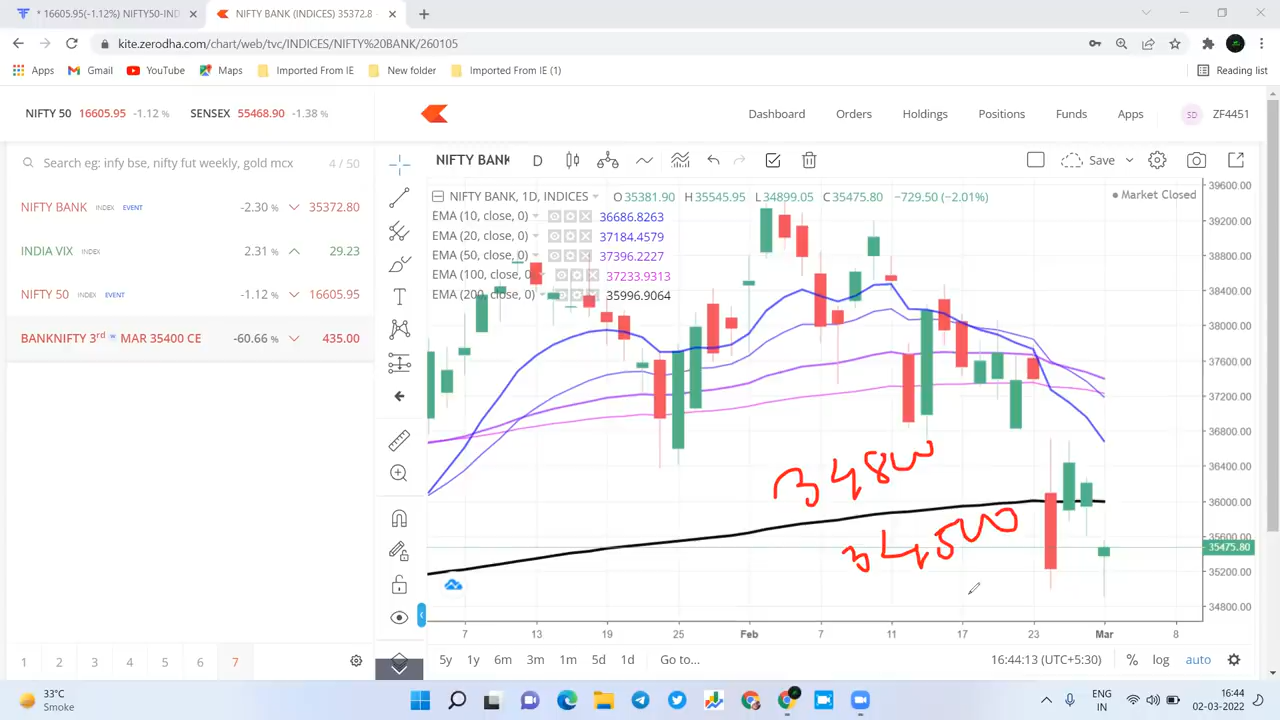 * 16605.95(-1.12%) NIFTY50-IND
NIFTY BANK (INDICES) 35372.8
kite.zerodha.com/chart/web/tvc/INDICES/NIFTY%20BANK/260105
Apps Gmail YouTube Maps Imported From IE New folder Imported From IE (1) Reading list
NIFTY 50 16605.95 -1.12 % SENSEX 55468.90 -1.38 %
Dashboard Orders Holdings Positions Funds Apps SD ZF4451
Search eg: infy bse, nifty fut weekly, gold mcx 4 / 50
NIFTY BANK INDEX EVENT -2.30 % 35372.80
INDIA VIX INDEX 2.31 % 29.23
NIFTY 50 INDEX EVENT -1.12 % 16605.95
BANKNIFTY 3rd w MAR 35400 CE -60.66 % 435.00
NIFTY BANK D Save
NIFTY BANK, 1D, INDICES O35381.90 H35545.95 L34899.05 C35475.80 −729.50 (−2.01%)
Market Closed
EMA (10, close, 0) 36686.8263
EMA (20, close, 0) 37184.4579
EMA (50, close, 0) 37396.2227
EMA (100, close, 0) 37233.9313
EMA (200, close, 0) 35996.9064
39600.00
39200.00
38800.00
38400.00
38000.00
37600.00
37200.00
36800.00
36400.00
36000.00
35600.00
35475.80
35200.00
34800.00
34800
34500
7 13 19 25 Feb 7 11 17 23 Mar 8
1 2 3 4 5 6 7
5y 1y 6m 3m 1m 5d 1d Go to... 16:44:13 (UTC+5:30) % log auto
33°C
Smoke
ENG
IN
16:44
02-03-2022